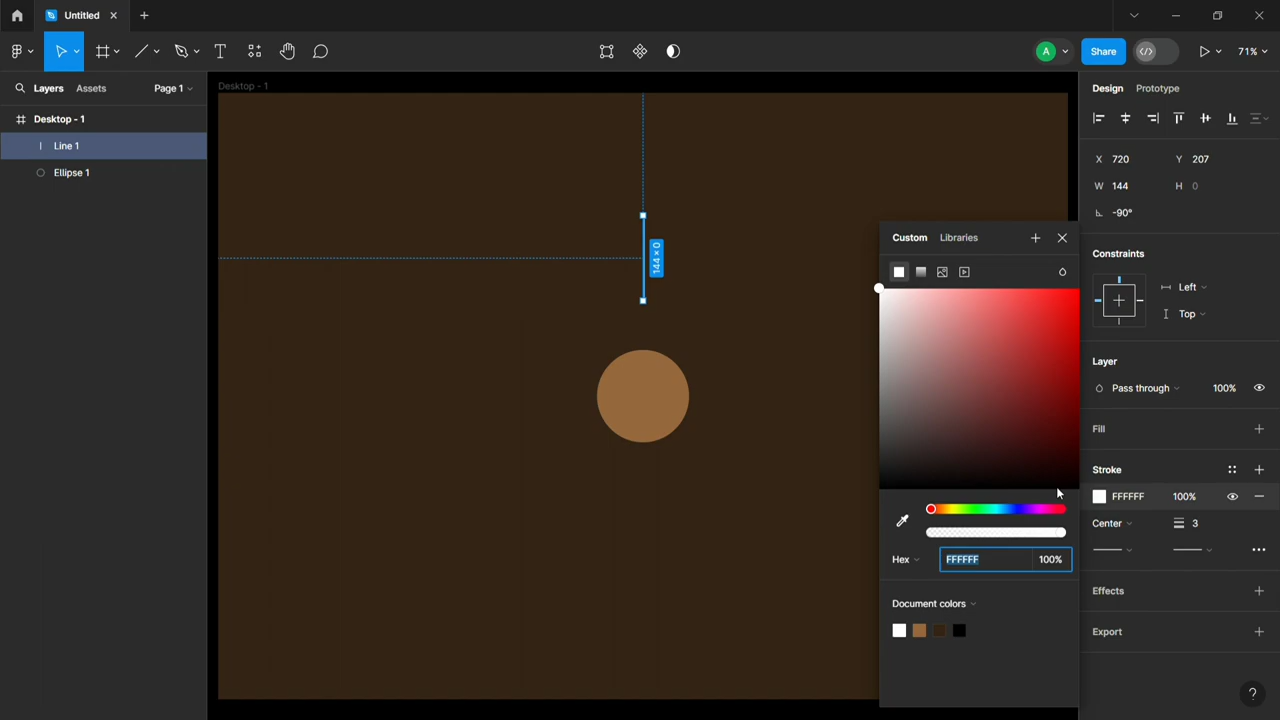 Untitled
A
Share
71%
Layers
Assets
Page 1
Desktop - 1
Line 1
Ellipse 1
Desktop - 1
144 × 0
Design
Prototype
X 720
Y 207
W 144
H 0
-90°
Constraints
Left
Top
Layer
Pass through
100%
Fill
Stroke
FFFFFF
100%
Center
3
Effects
Export
?
Custom
Libraries
Hex
FFFFFF
100%
Document colors